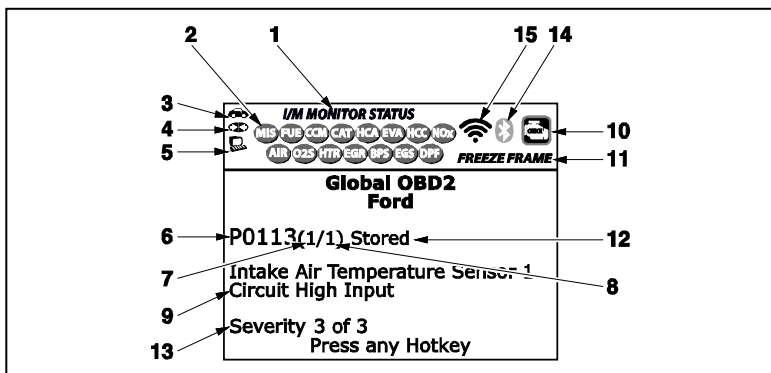 2 1 15 14
3 I/M MONITOR STATUS
4 MIS FUE CCM CAT HCA EVA HCC NOx CHECK 10
5 AIR O2S HTR EGR BPS EGS DPF FREEZE FRAME 11
Global OBD2
Ford
6 P0113(1/1) Stored 12
7 8
Intake Air Temperature Sensor 1
9 Circuit High Input
13 Severity 3 of 3
Press any Hotkey